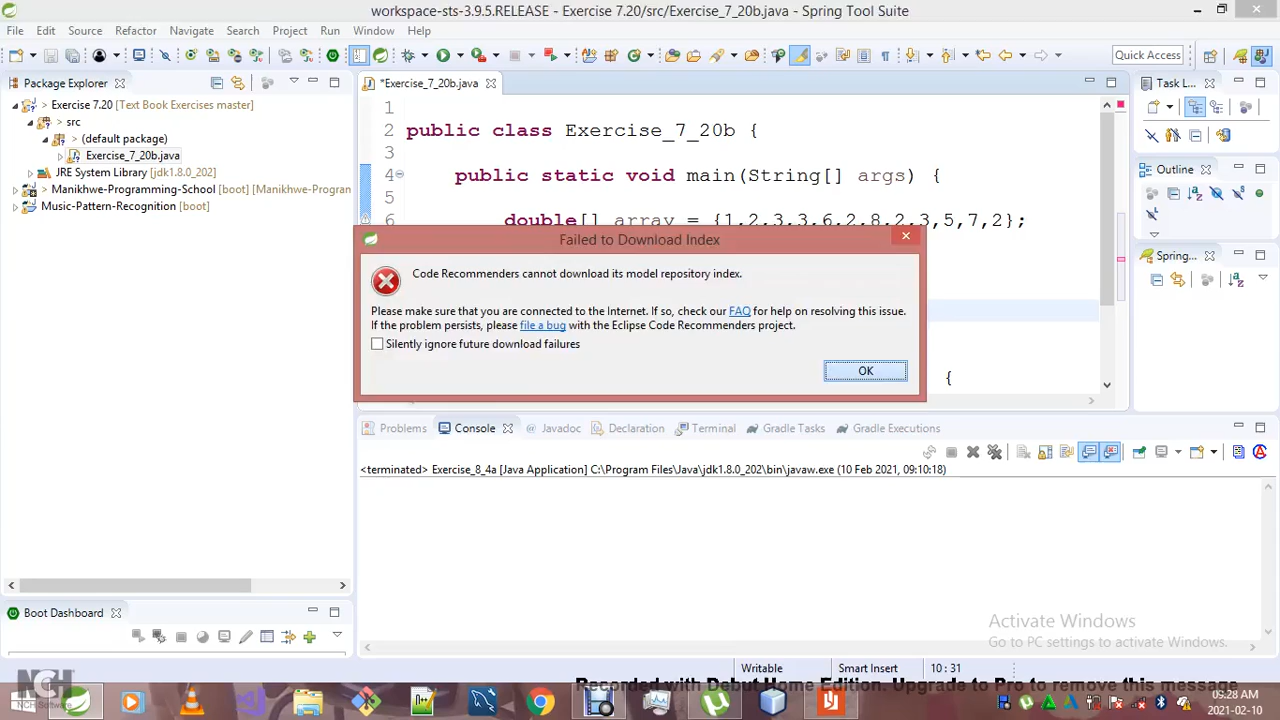 workspace-sts-3.9.5.RELEASE - Exercise 7.20/src/Exercise_7_20b.java - Spring Tool Suite
File Edit Source Refactor Navigate Search Project Run Window Help
Quick Access
Package Explorer
*Exercise_7_20b.java
Task L...
Exercise 7.20 [Text Book Exercises master]
src
(default package)
Exercise_7_20b.java
JRE System Library [jdk1.8.0_202]
Manikhwe-Programming-School [boot] [Manikhwe-Progran
Music-Pattern-Recognition [boot]
1
2 public class Exercise_7_20b {
3
4 public static void main(String[] args) {
5
6 double[] array = {1,2,3,3,6,2,8,2,3,5,7,2};
{
Outline
Spring...
Failed to Download Index
Code Recommenders cannot download its model repository index.
Please make sure that you are connected to the Internet. If so, check our FAQ for help on resolving this issue.
If the problem persists, please file a bug with the Eclipse Code Recommenders project.
Silently ignore future download failures
OK
Problems Console Javadoc Declaration Terminal Gradle Tasks Gradle Executions
<terminated> Exercise_8_4a [Java Application] C:\Program Files\Java\jdk1.8.0_202\bin\javaw.exe (10 Feb 2021, 09:10:18)
Boot Dashboard
Activate Windows
Go to PC settings to activate Windows.
Writable Smart Insert 10 : 31
NCH
NCH Software
Recorded with Debut Home Edition. Upgrade to Pro to remove this message
09:28 AM
2021-02-10